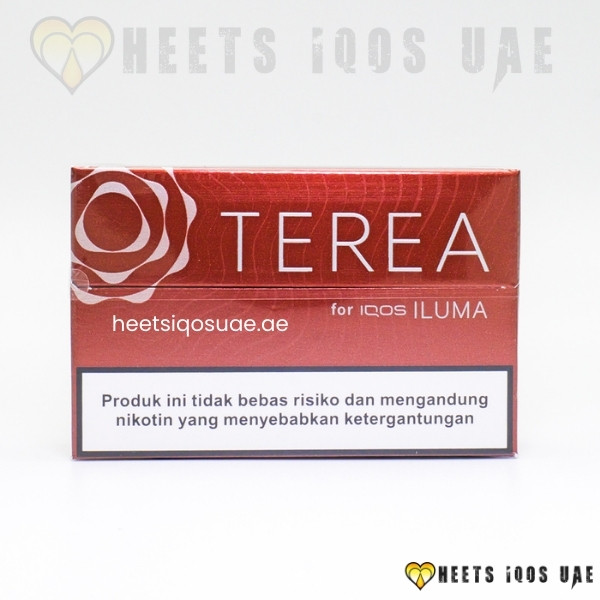 HEETS iQOS UAE
TEREA
for IQOS ILUMA
heetsiqosuae.ae
Produk ini tidak bebas risiko dan mengandung
nikotin yang menyebabkan ketergantungan
HEETS iQOS UAE